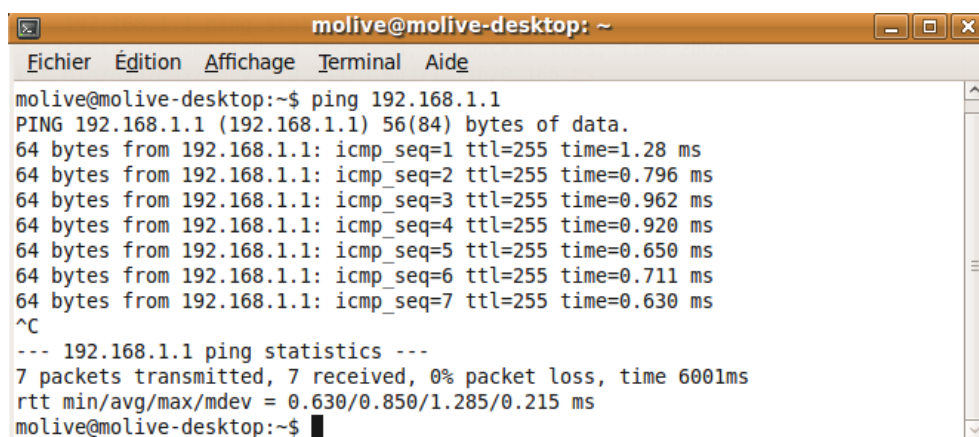 molive@molive-desktop: ~
Fichier Édition Affichage Terminal Aide
molive@molive-desktop:~$ ping 192.168.1.1
PING 192.168.1.1 (192.168.1.1) 56(84) bytes of data.
64 bytes from 192.168.1.1: icmp_seq=1 ttl=255 time=1.28 ms
64 bytes from 192.168.1.1: icmp_seq=2 ttl=255 time=0.796 ms
64 bytes from 192.168.1.1: icmp_seq=3 ttl=255 time=0.962 ms
64 bytes from 192.168.1.1: icmp_seq=4 ttl=255 time=0.920 ms
64 bytes from 192.168.1.1: icmp_seq=5 ttl=255 time=0.650 ms
64 bytes from 192.168.1.1: icmp_seq=6 ttl=255 time=0.711 ms
64 bytes from 192.168.1.1: icmp_seq=7 ttl=255 time=0.630 ms
^C
--- 192.168.1.1 ping statistics ---
7 packets transmitted, 7 received, 0% packet loss, time 6001ms
rtt min/avg/max/mdev = 0.630/0.850/1.285/0.215 ms
molive@molive-desktop:~$